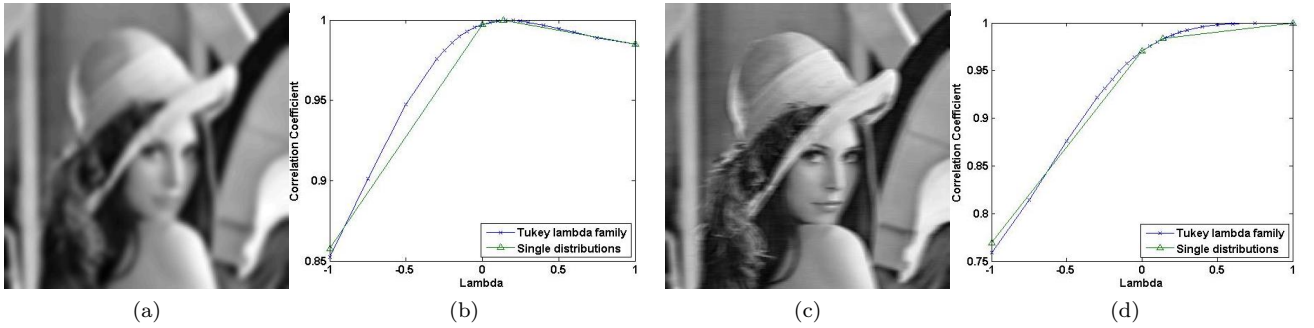 1
0.95
0.9
0.85
-1
-0.5
0
0.5
1
Correlation Coefficient
Lambda
Tukey lambda family
Single distributions
1
0.95
0.9
0.85
0.8
0.75
-1
-0.5
0
0.5
1
Correlation Coefficient
Lambda
Tukey lambda family
Single distributions
(a)
(b)
(c)
(d)